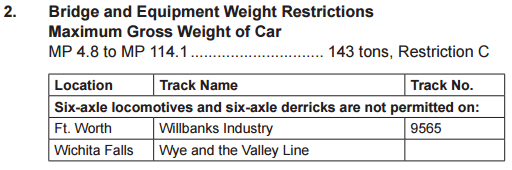 2. Bridge and Equipment Weight Restrictions
Maximum Gross Weight of Car
MP 4.8 to MP 114.1.............................. 143 tons, Restriction C
Location Track Name Track No.
Six-axle locomotives and six-axle derricks are not permitted on:
Ft. Worth Willbanks Industry 9565
Wichita Falls Wye and the Valley Line